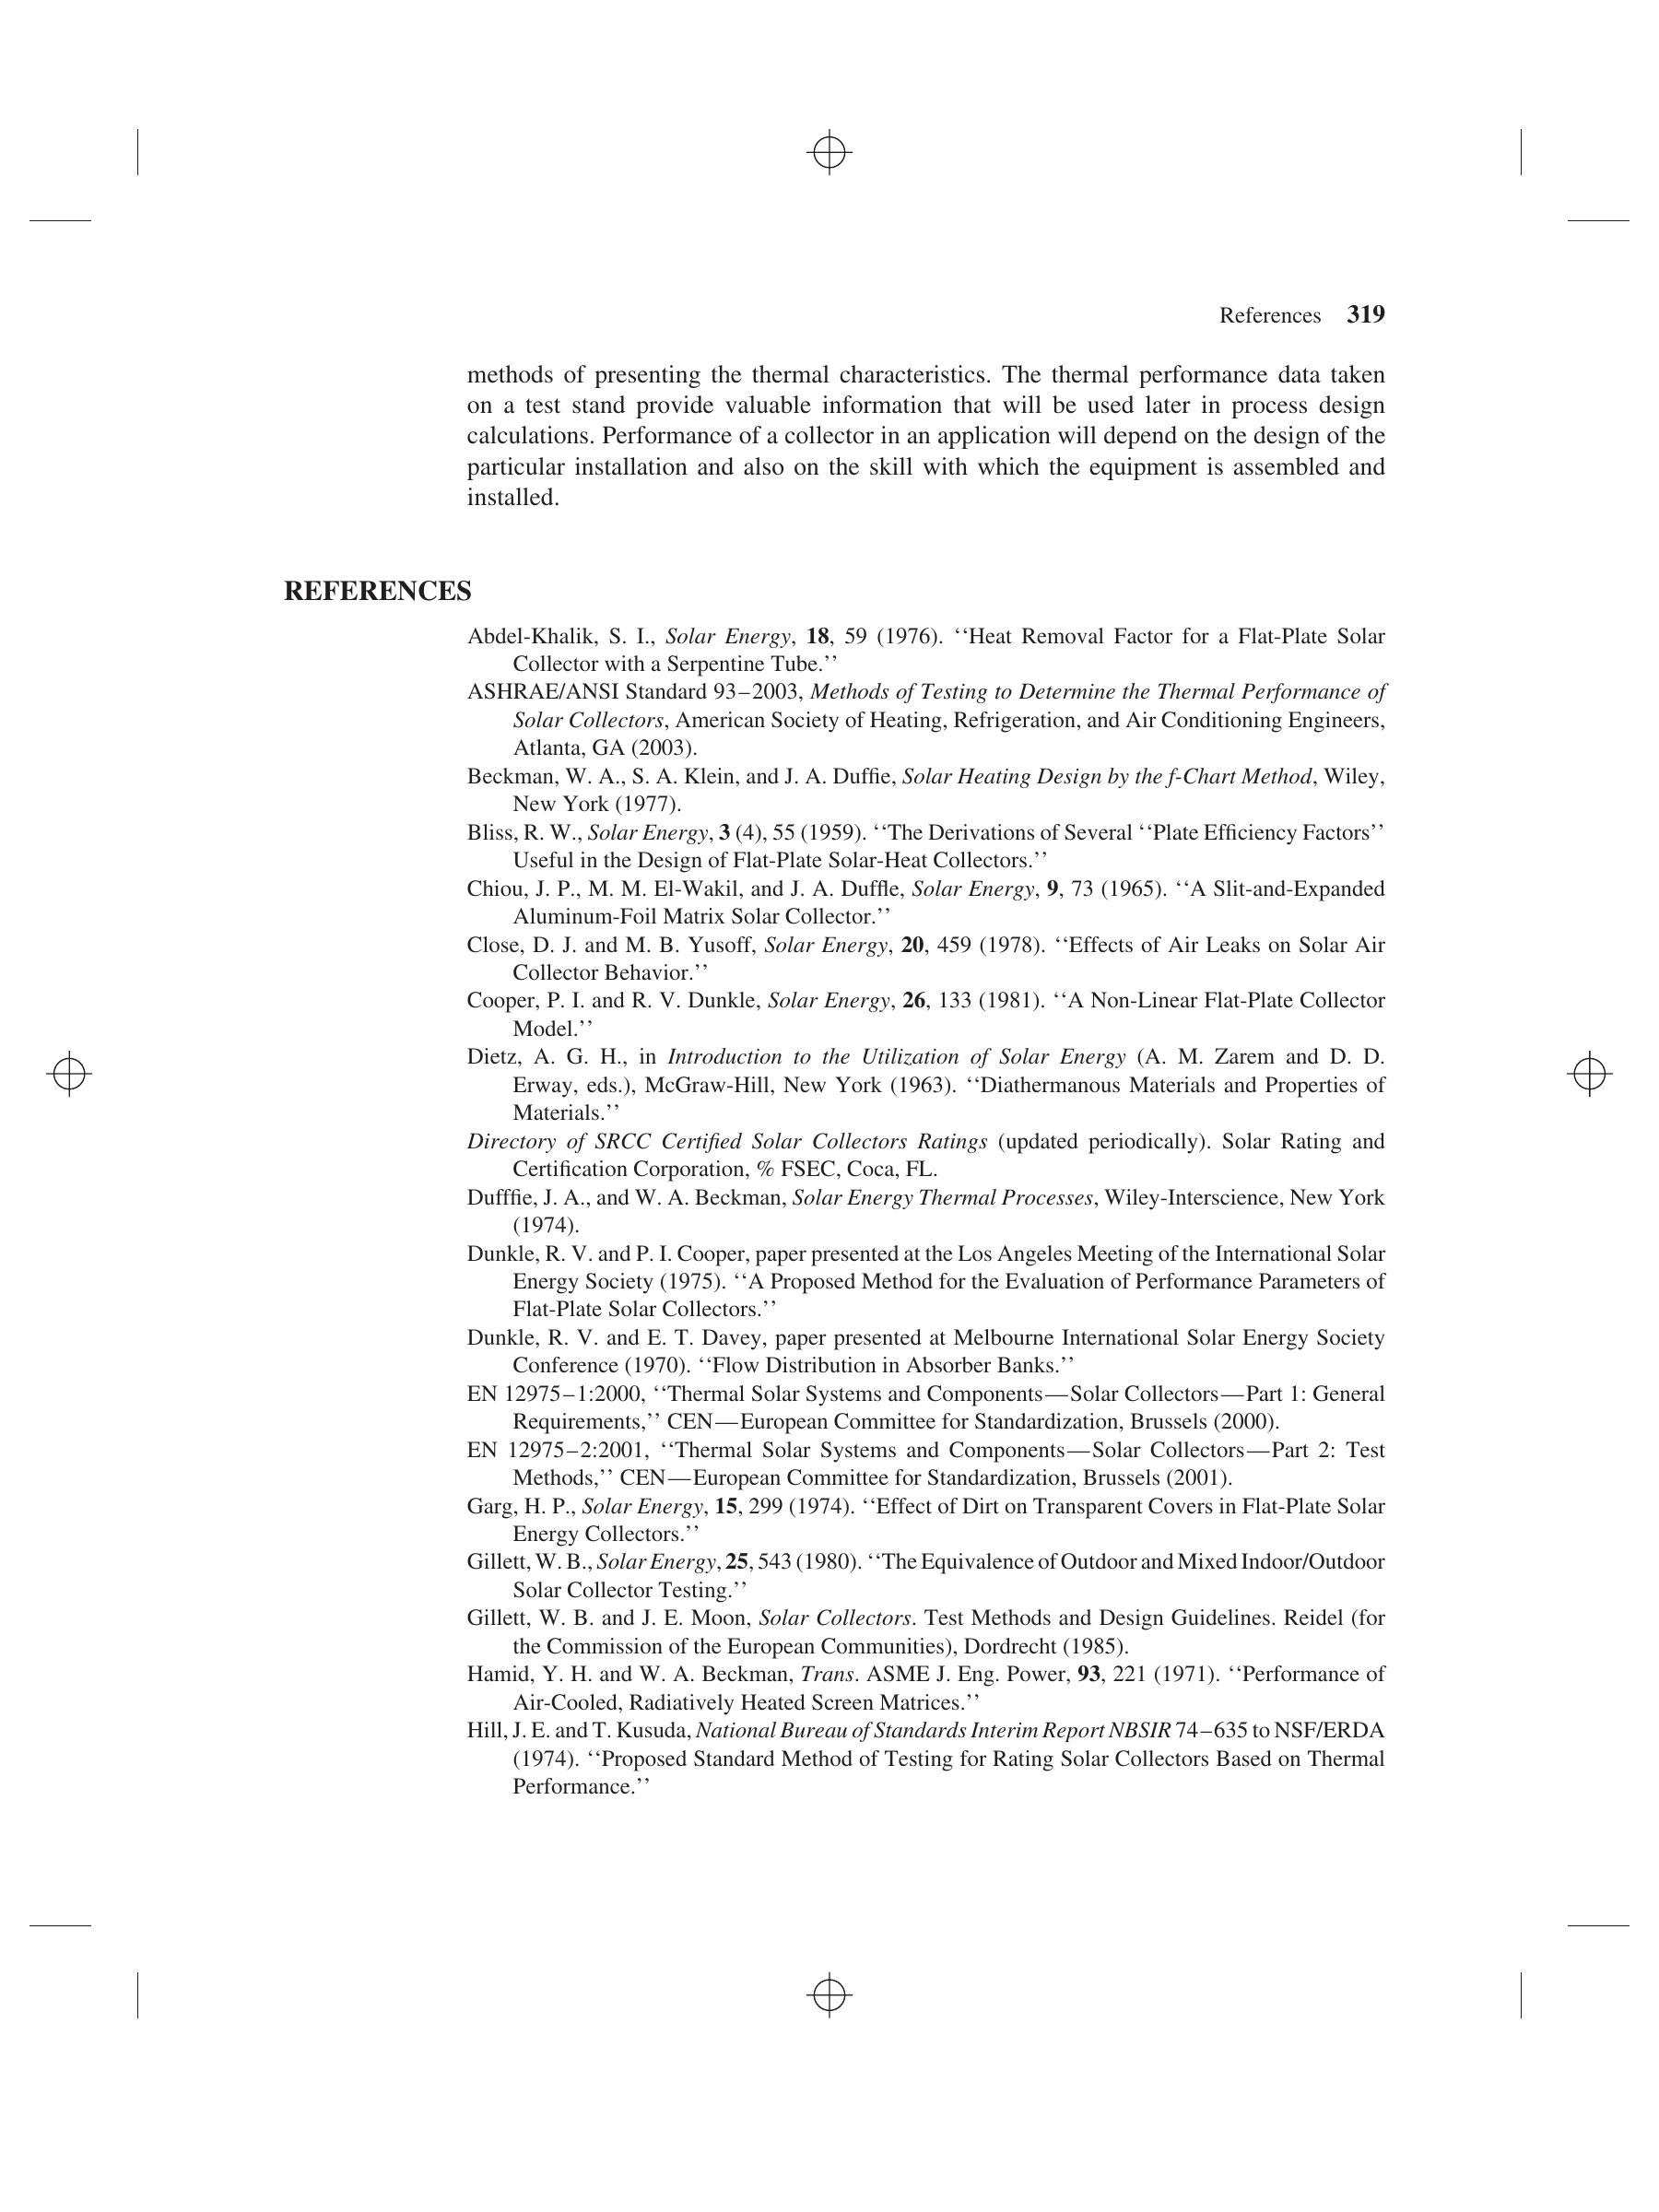 References 319
methods of presenting the thermal characteristics. The thermal performance data taken
on a test stand provide valuable information that will be used later in process design
calculations. Performance of a collector in an application will depend on the design of the
particular installation and also on the skill with which the equipment is assembled and
installed.
REFERENCES
Abdel-Khalik, S. I., Solar Energy, 18, 59 (1976). ‘‘Heat Removal Factor for a Flat-Plate Solar
Collector with a Serpentine Tube.’’
ASHRAE/ANSI Standard 93–2003, Methods of Testing to Determine the Thermal Performance of
Solar Collectors, American Society of Heating, Refrigeration, and Air Conditioning Engineers,
Atlanta, GA (2003).
Beckman, W. A., S. A. Klein, and J. A. Duffie, Solar Heating Design by the f-Chart Method, Wiley,
New York (1977).
Bliss, R. W., Solar Energy, 3 (4), 55 (1959). ‘‘The Derivations of Several ‘‘Plate Efficiency Factors’’
Useful in the Design of Flat-Plate Solar-Heat Collectors.’’
Chiou, J. P., M. M. El-Wakil, and J. A. Duffle, Solar Energy, 9, 73 (1965). ‘‘A Slit-and-Expanded
Aluminum-Foil Matrix Solar Collector.’’
Close, D. J. and M. B. Yusoff, Solar Energy, 20, 459 (1978). ‘‘Effects of Air Leaks on Solar Air
Collector Behavior.’’
Cooper, P. I. and R. V. Dunkle, Solar Energy, 26, 133 (1981). ‘‘A Non-Linear Flat-Plate Collector
Model.’’
Dietz, A. G. H., in Introduction to the Utilization of Solar Energy (A. M. Zarem and D. D.
Erway, eds.), McGraw-Hill, New York (1963). ‘‘Diathermanous Materials and Properties of
Materials.’’
Directory of SRCC Certified Solar Collectors Ratings (updated periodically). Solar Rating and
Certification Corporation, % FSEC, Coca, FL.
Dufffie, J. A., and W. A. Beckman, Solar Energy Thermal Processes, Wiley-Interscience, New York
(1974).
Dunkle, R. V. and P. I. Cooper, paper presented at the Los Angeles Meeting of the International Solar
Energy Society (1975). ‘‘A Proposed Method for the Evaluation of Performance Parameters of
Flat-Plate Solar Collectors.’’
Dunkle, R. V. and E. T. Davey, paper presented at Melbourne International Solar Energy Society
Conference (1970). ‘‘Flow Distribution in Absorber Banks.’’
EN 12975–1:2000, ‘‘Thermal Solar Systems and Components—Solar Collectors—Part 1: General
Requirements,’’ CEN—European Committee for Standardization, Brussels (2000).
EN 12975–2:2001, ‘‘Thermal Solar Systems and Components—Solar Collectors—Part 2: Test
Methods,’’ CEN—European Committee for Standardization, Brussels (2001).
Garg, H. P., Solar Energy, 15, 299 (1974). ‘‘Effect of Dirt on Transparent Covers in Flat-Plate Solar
Energy Collectors.’’
Gillett, W. B., Solar Energy, 25, 543 (1980). ‘‘The Equivalence of Outdoor and Mixed Indoor/Outdoor
Solar Collector Testing.’’
Gillett, W. B. and J. E. Moon, Solar Collectors. Test Methods and Design Guidelines. Reidel (for
the Commission of the European Communities), Dordrecht (1985).
Hamid, Y. H. and W. A. Beckman, Trans. ASME J. Eng. Power, 93, 221 (1971). ‘‘Performance of
Air-Cooled, Radiatively Heated Screen Matrices.’’
Hill, J. E. and T. Kusuda, National Bureau of Standards Interim Report NBSIR 74–635 to NSF/ERDA
(1974). ‘‘Proposed Standard Method of Testing for Rating Solar Collectors Based on Thermal
Performance.’’